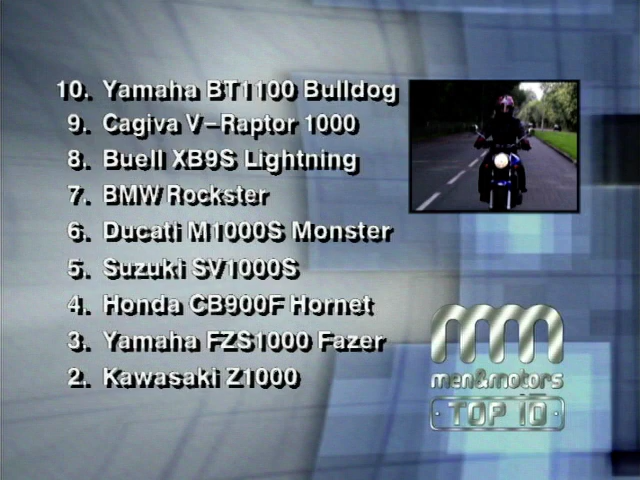 10. Yamaha BT1100 Bulldog
9. Cagiva V-Raptor 1000
8. Buell XB9S Lightning
7. BMW Rockster
6. Ducati M1000S Monster
5. Suzuki SV1000S
4. Honda CB900F Hornet
3. Yamaha FZS1000 Fazer
2. Kawasaki Z1000
mm
men&motors
TOP 10